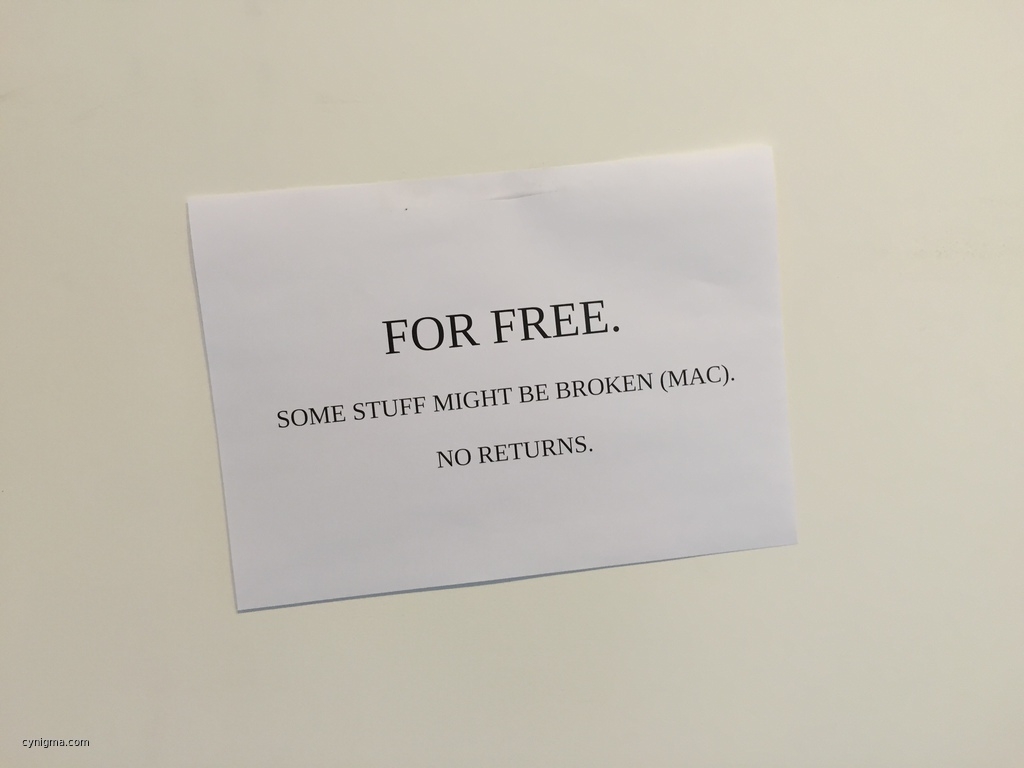 FOR FREE.
SOME STUFF MIGHT BE BROKEN (MAC).
NO RETURNS.
cynigma.com